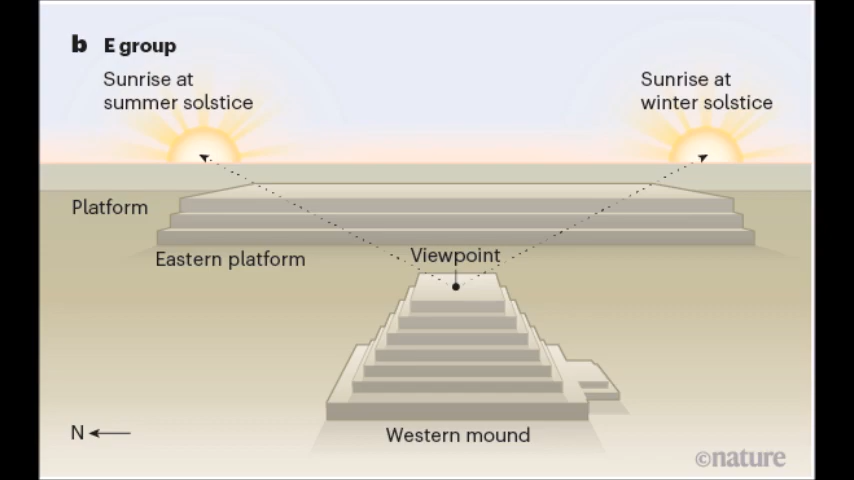 b E group
Sunrise at
summer solstice
Sunrise at
winter solstice
Platform
Eastern platform
Viewpoint
N
Western mound
©nature